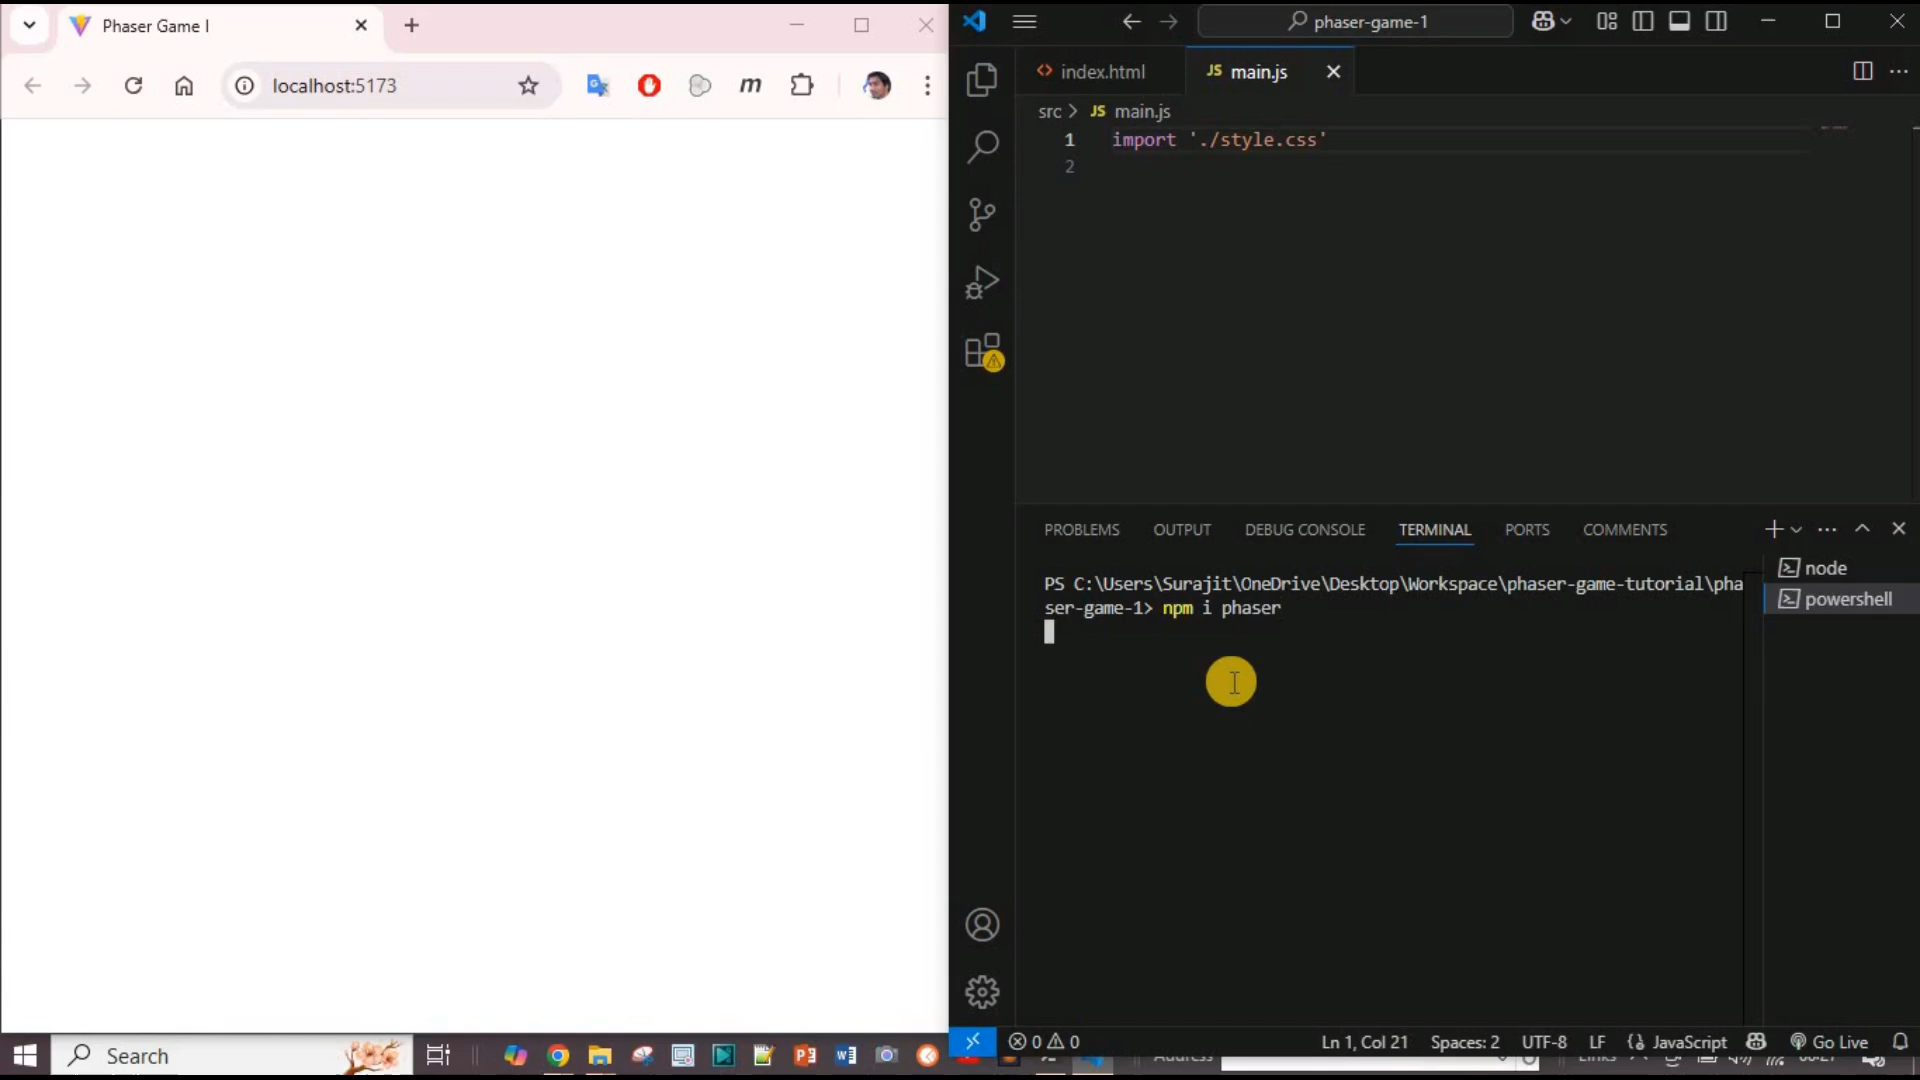 Phaser Game I
localhost:5173
phaser-game-1
index.html
JS main.js
src > JS main.js
1 import './style.css'
2
PROBLEMS OUTPUT DEBUG CONSOLE TERMINAL PORTS COMMENTS
PS C:\Users\Surajit\OneDrive\Desktop\Workspace\phaser-game-tutorial\pha
ser-game-1> npm i phaser
node
powershell
0 0 Ln 1, Col 21 Spaces: 2 UTF-8 LF JavaScript Go Live
Search